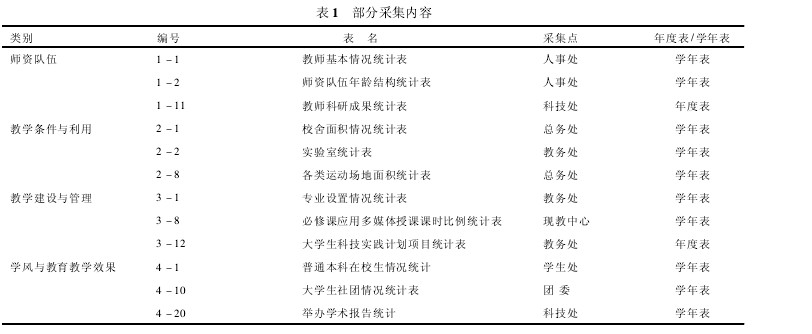 表1 部分采集内容
类别 编号 表 名 采集点 年度表/学年表
师资队伍 1-1 教师基本情况统计表 人事处 学年表
1-2 师资队伍年龄结构统计表 人事处 学年表
1-11 教师科研成果统计表 科技处 年度表
教学条件与利用 2-1 校舍面积情况统计表 总务处 学年表
2-2 实验室统计表 教务处 学年表
2-8 各类运动场地面积统计表 总务处 学年表
教学建设与管理 3-1 专业设置情况统计表 教务处 学年表
3-8 必修课应用多媒体授课课时比例统计表 现教中心 学年表
3-12 大学生科技实践计划项目统计表 教务处 年度表
学风与教育教学效果 4-1 普通本科在校生情况统计 学生处 学年表
4-10 大学生社团情况统计表 团 委 学年表
4-20 举办学术报告统计 科技处 学年表